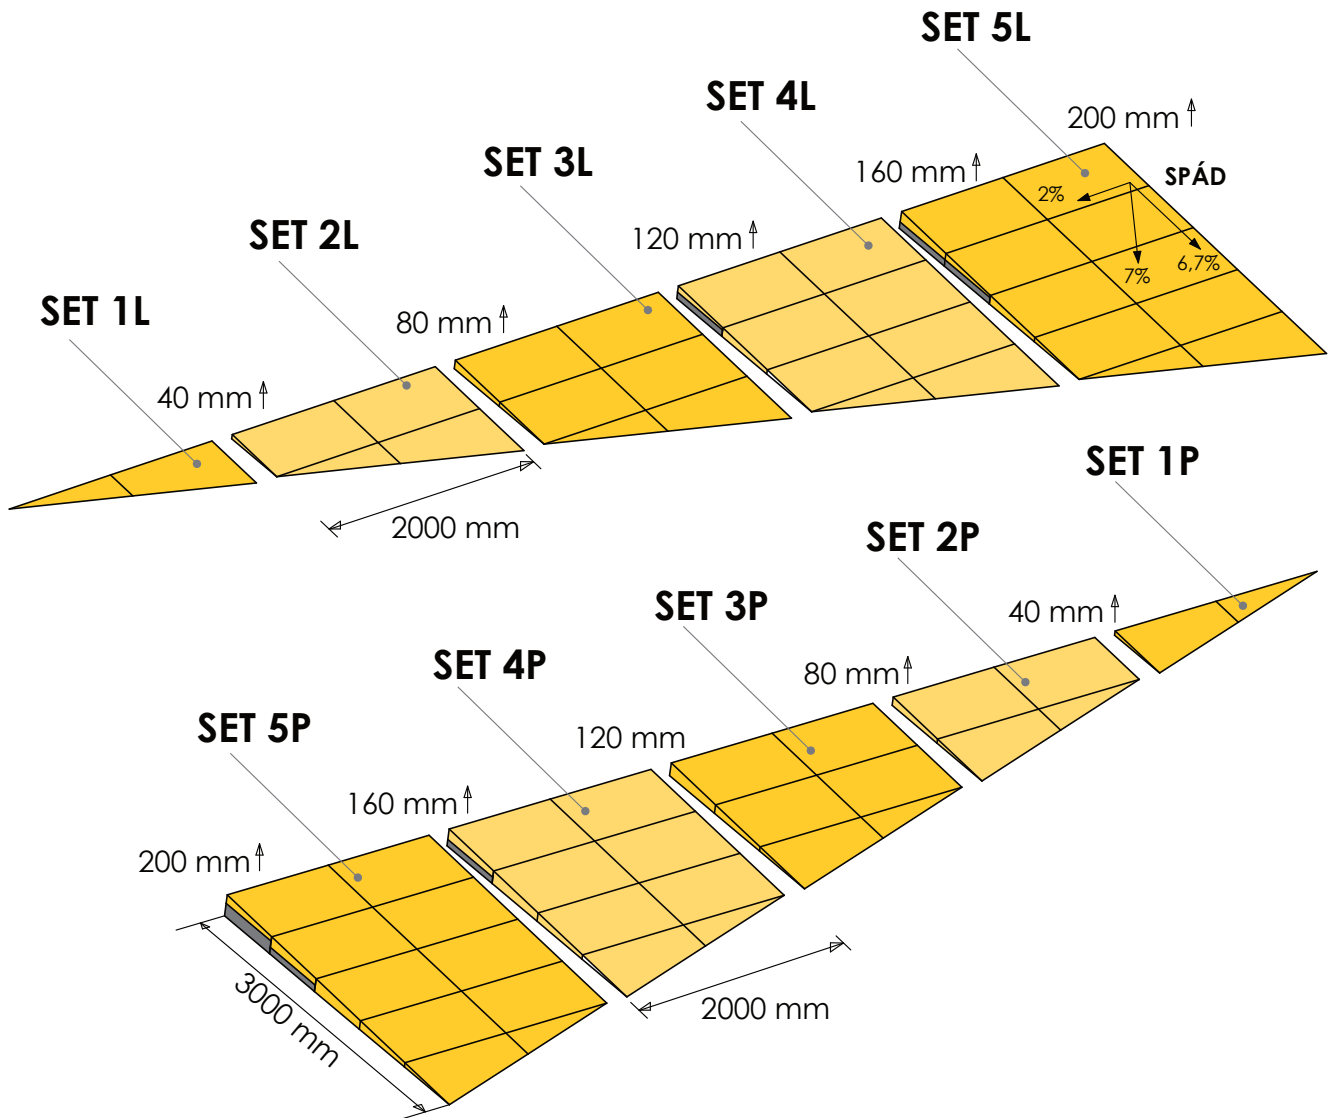 SET 5L
SET 4L
200 mm
SET 3L
160 mm
SPÁD
2%
SET 2L
120 mm
6,7%
7%
SET 1L
80 mm
40 mm
2000 mm
SET 1P
SET 2P
SET 3P
40 mm
SET 4P
80 mm
SET 5P
120 mm
160 mm
200 mm
3000 mm
2000 mm